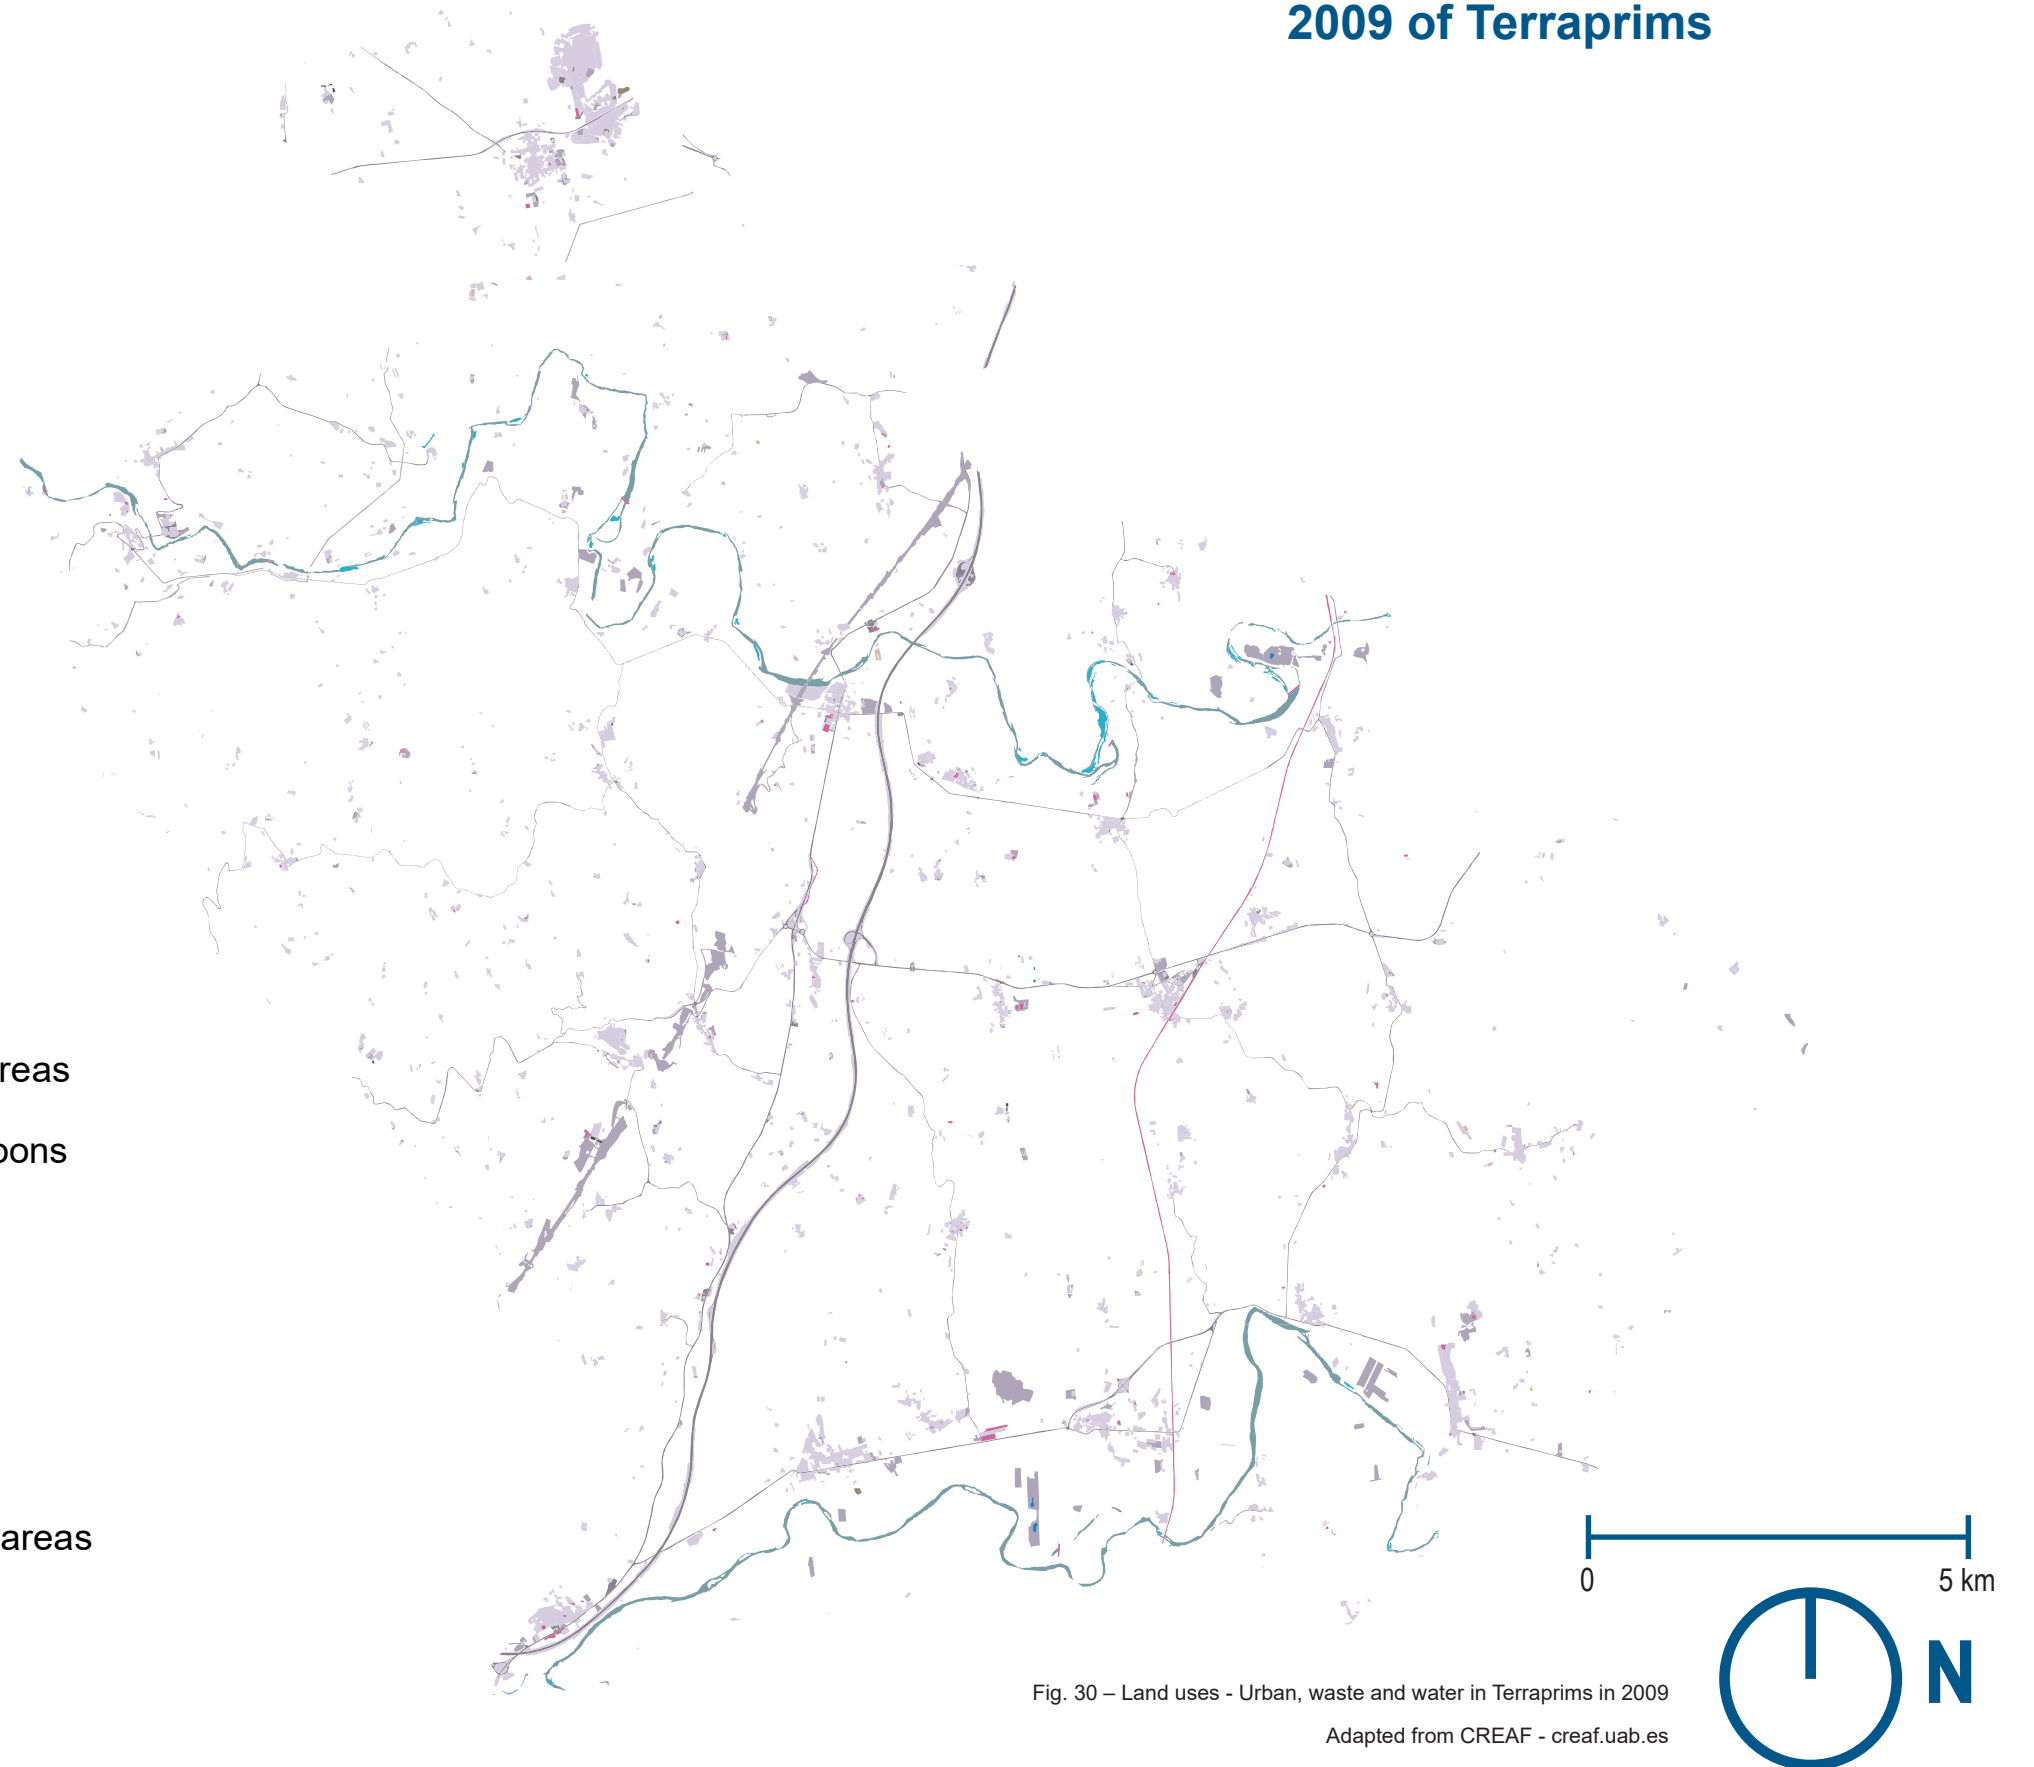 2009 of Terraprims
reas
oons
areas
0
5 km
N
Fig. 30 – Land uses - Urban, waste and water in Terraprims in 2009
Adapted from CREAF - creaf.uab.es